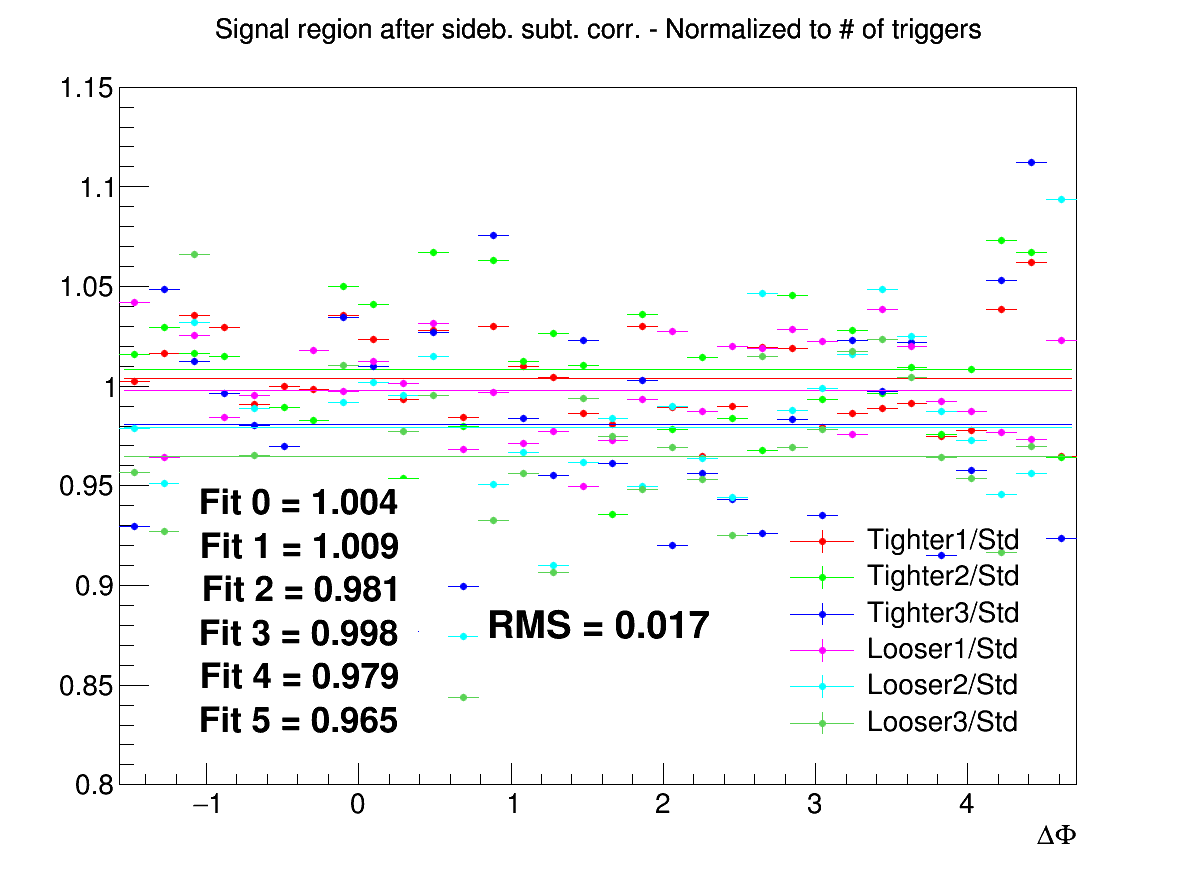 Signal region after sideb. subt. corr. - Normalized to # of triggers
1.15
1.1
1.05
1
0.95
0.9
0.85
0.8
Fit 0 = 1.004
Fit 1 = 1.009
Fit 2 = 0.981
Fit 3 = 0.998
Fit 4 = 0.979
Fit 5 = 0.965
RMS = 0.017
Tighter1/Std
Tighter2/Std
Tighter3/Std
Looser1/Std
Looser2/Std
Looser3/Std
−1 0 1 2 3 4
ΔΦ